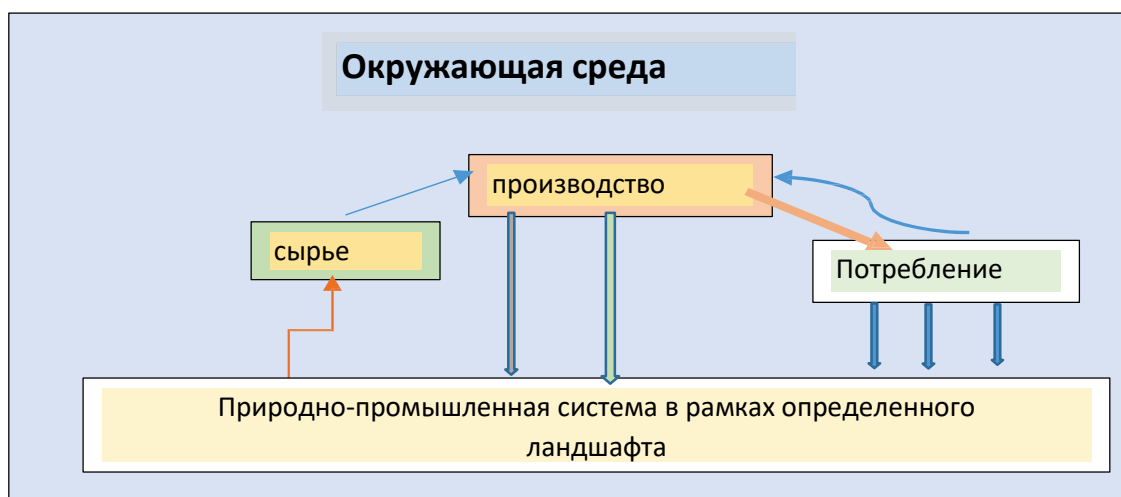 Окружающая среда
производство
сырье
Потребление
Природно-промышленная система в рамках определенного
ландшафта